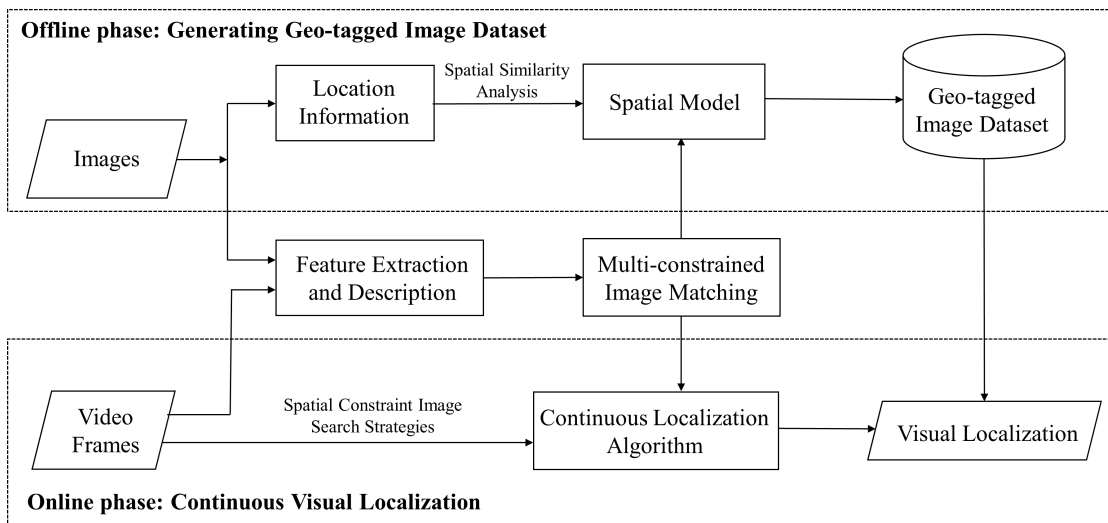 Offline phase: Generating Geo-tagged Image Dataset
Images
Location
Information
Spatial Similarity
Analysis
Spatial Model
Geo-tagged
Image Dataset
Feature Extraction
and Description
Multi-constrained
Image Matching
Video
Frames
Spatial Constraint Image
Search Strategies
Continuous Localization
Algorithm
Visual Localization
Online phase: Continuous Visual Localization